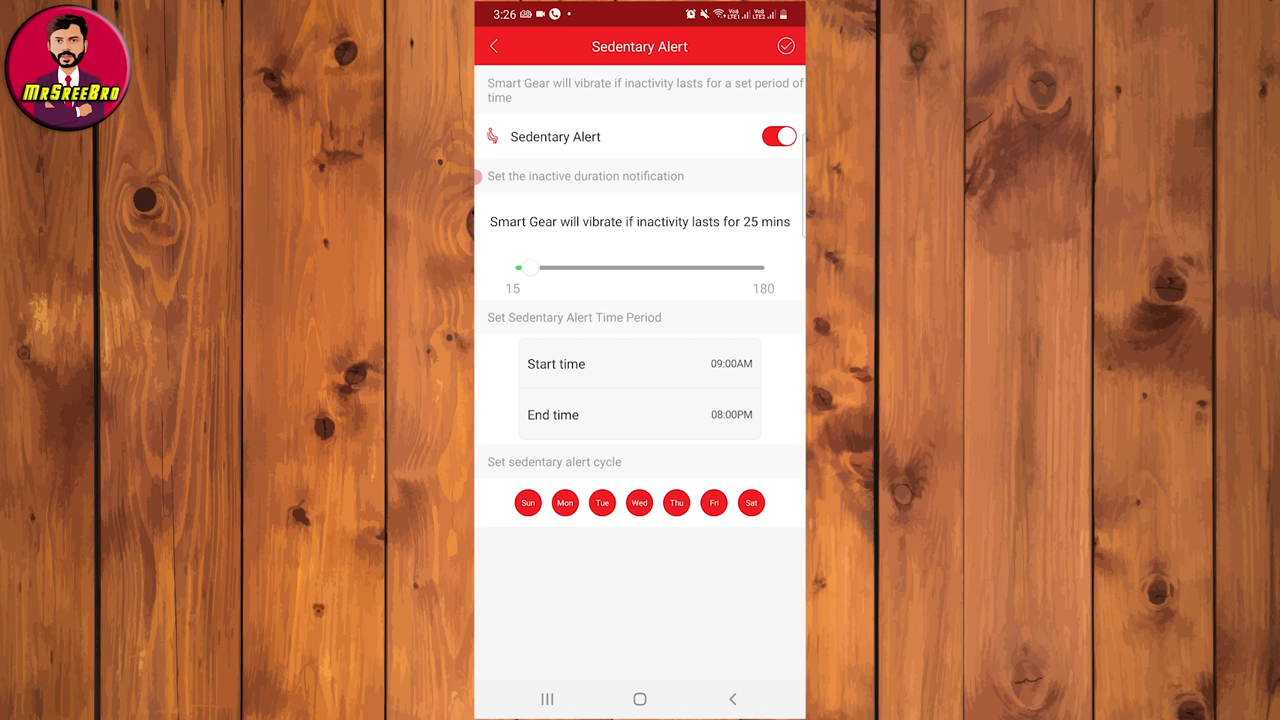 MrSreeBro
3:26
VoLTE1 VoLTE2
Sedentary Alert
Smart Gear will vibrate if inactivity lasts for a set period of
time
Sedentary Alert
Set the inactive duration notification
Smart Gear will vibrate if inactivity lasts for 25 mins
15 180
Set Sedentary Alert Time Period
Start time 09:00AM
End time 08:00PM
Set sedentary alert cycle
Sun Mon Tue Wed Thu Fri Sat